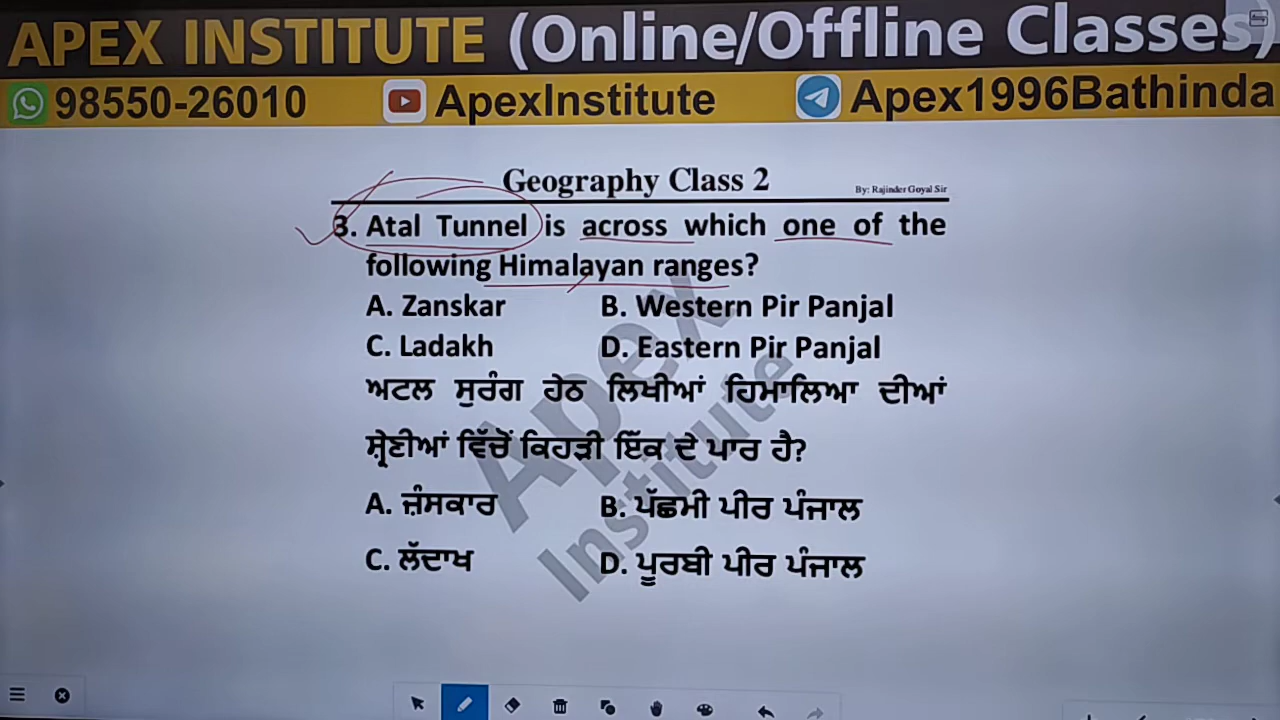 APEX INSTITUTE (Online/Offline Classes)
98550-26010 ApexInstitute Apex1996Bathinda
Geography Class 2 By: Rajinder Goyal Sir
3. Atal Tunnel is across which one of the
following Himalayan ranges?
A. Zanskar B. Western Pir Panjal
C. Ladakh D. Eastern Pir Panjal
ਅਟਲ ਸੁਰੰਗ ਹੇਠ ਲਿਖੀਆਂ ਹਿਮਾਲਿਆ ਦੀਆਂ
ਸ਼੍ਰੇਣੀਆਂ ਵਿੱਚੋਂ ਕਿਹੜੀ ਇੱਕ ਦੇ ਪਾਰ ਹੈ?
A. ਜ਼ੰਸਕਾਰ B. ਪੱਛਮੀ ਪੀਰ ਪੰਜਾਲ
C. ਲੱਦਾਖ D. ਪੂਰਬੀ ਪੀਰ ਪੰਜਾਲ
Apex
Institute